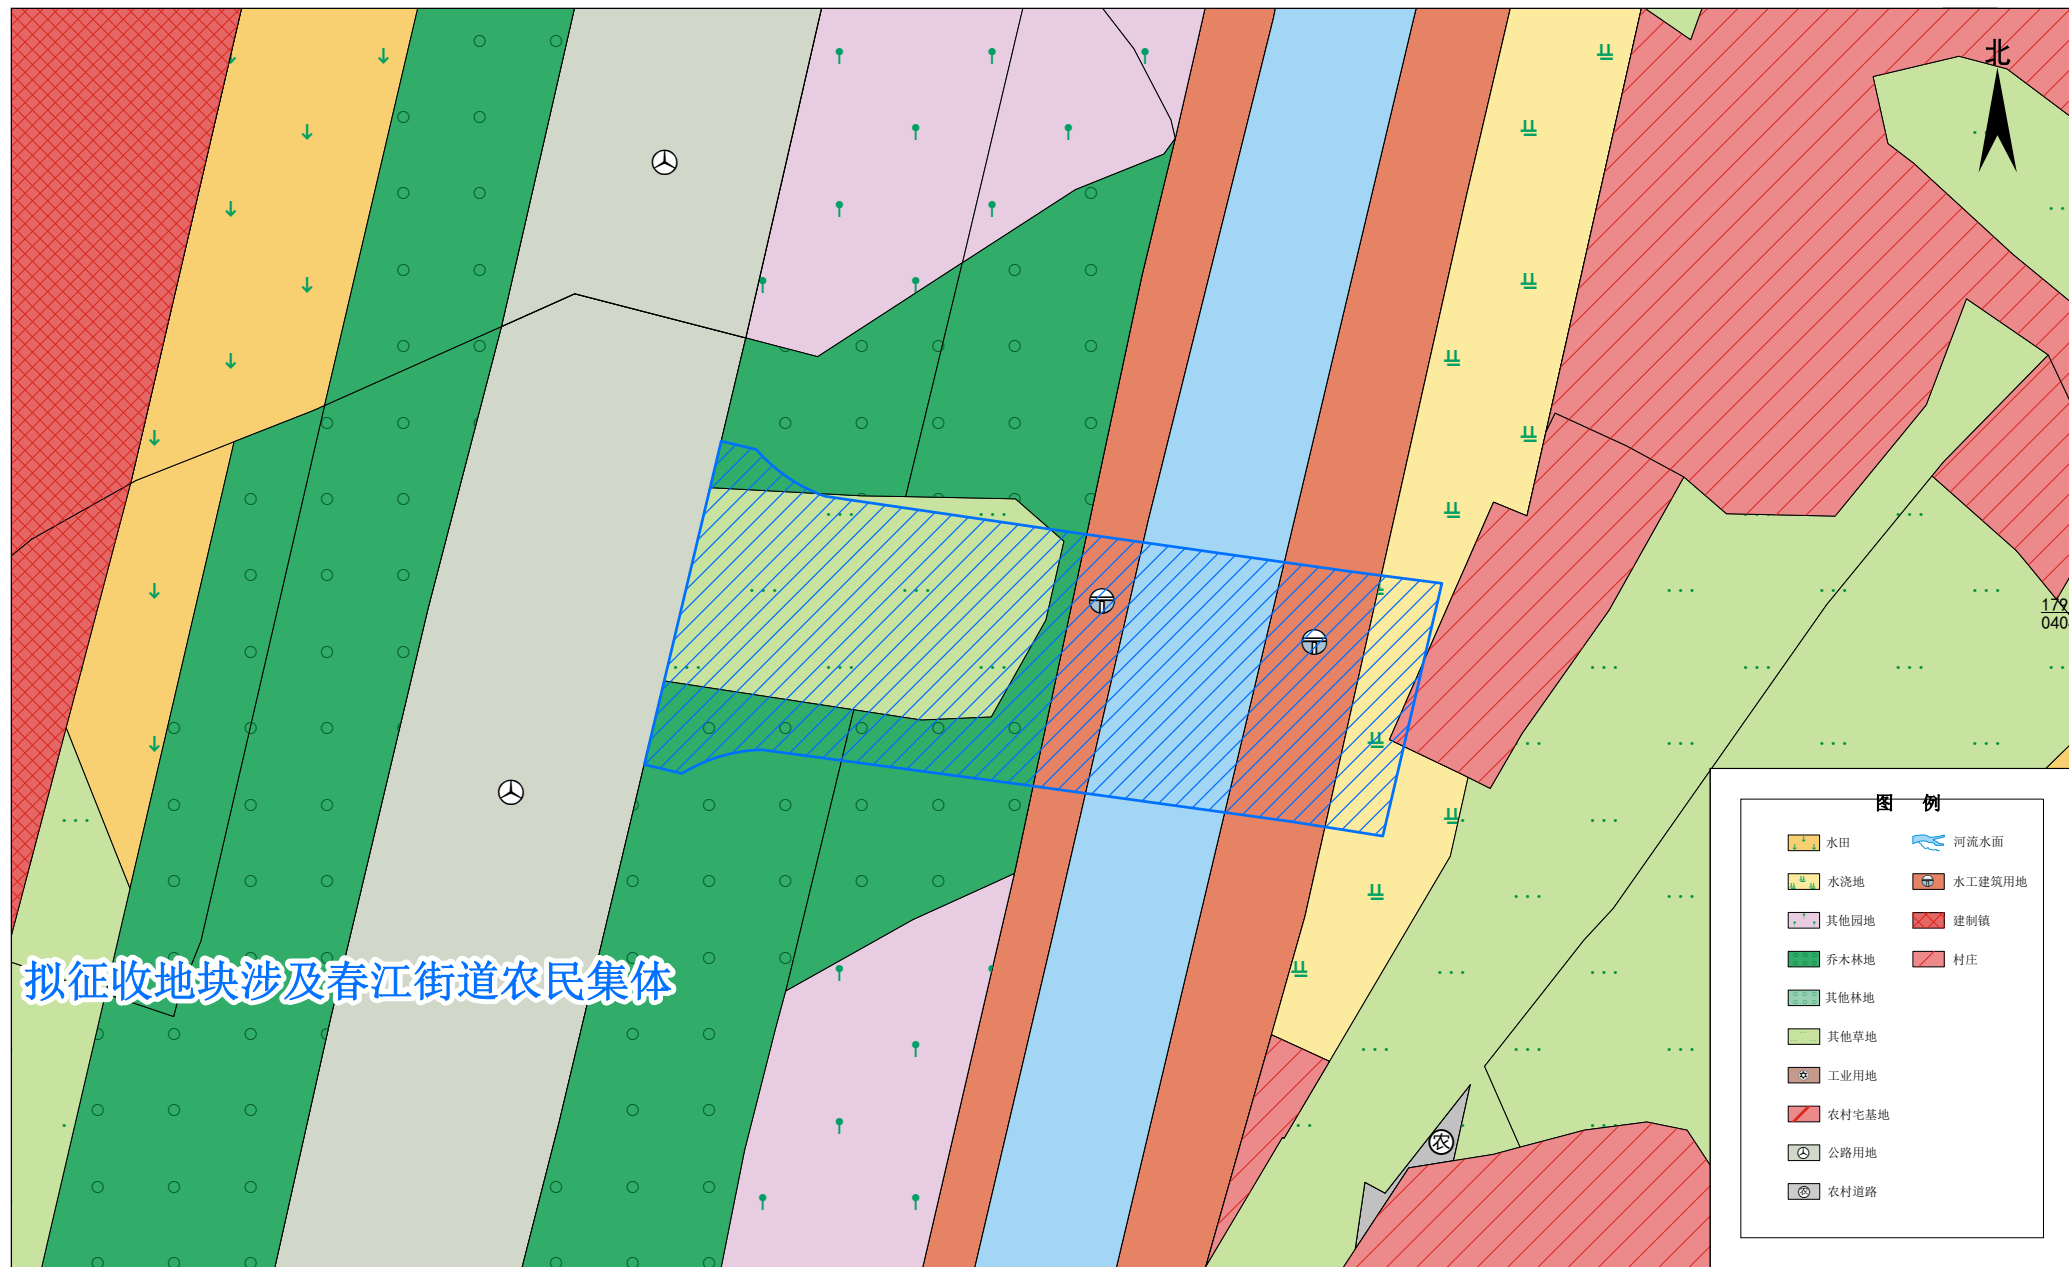 北
179
040
农
拟征收地块涉及春江街道农民集体
图 例
水田
河流水面
水浇地
水工建筑用地
其他园地
建制镇
乔木林地
村庄
其他林地
其他草地
工业用地
农村宅基地
公路用地
农村道路